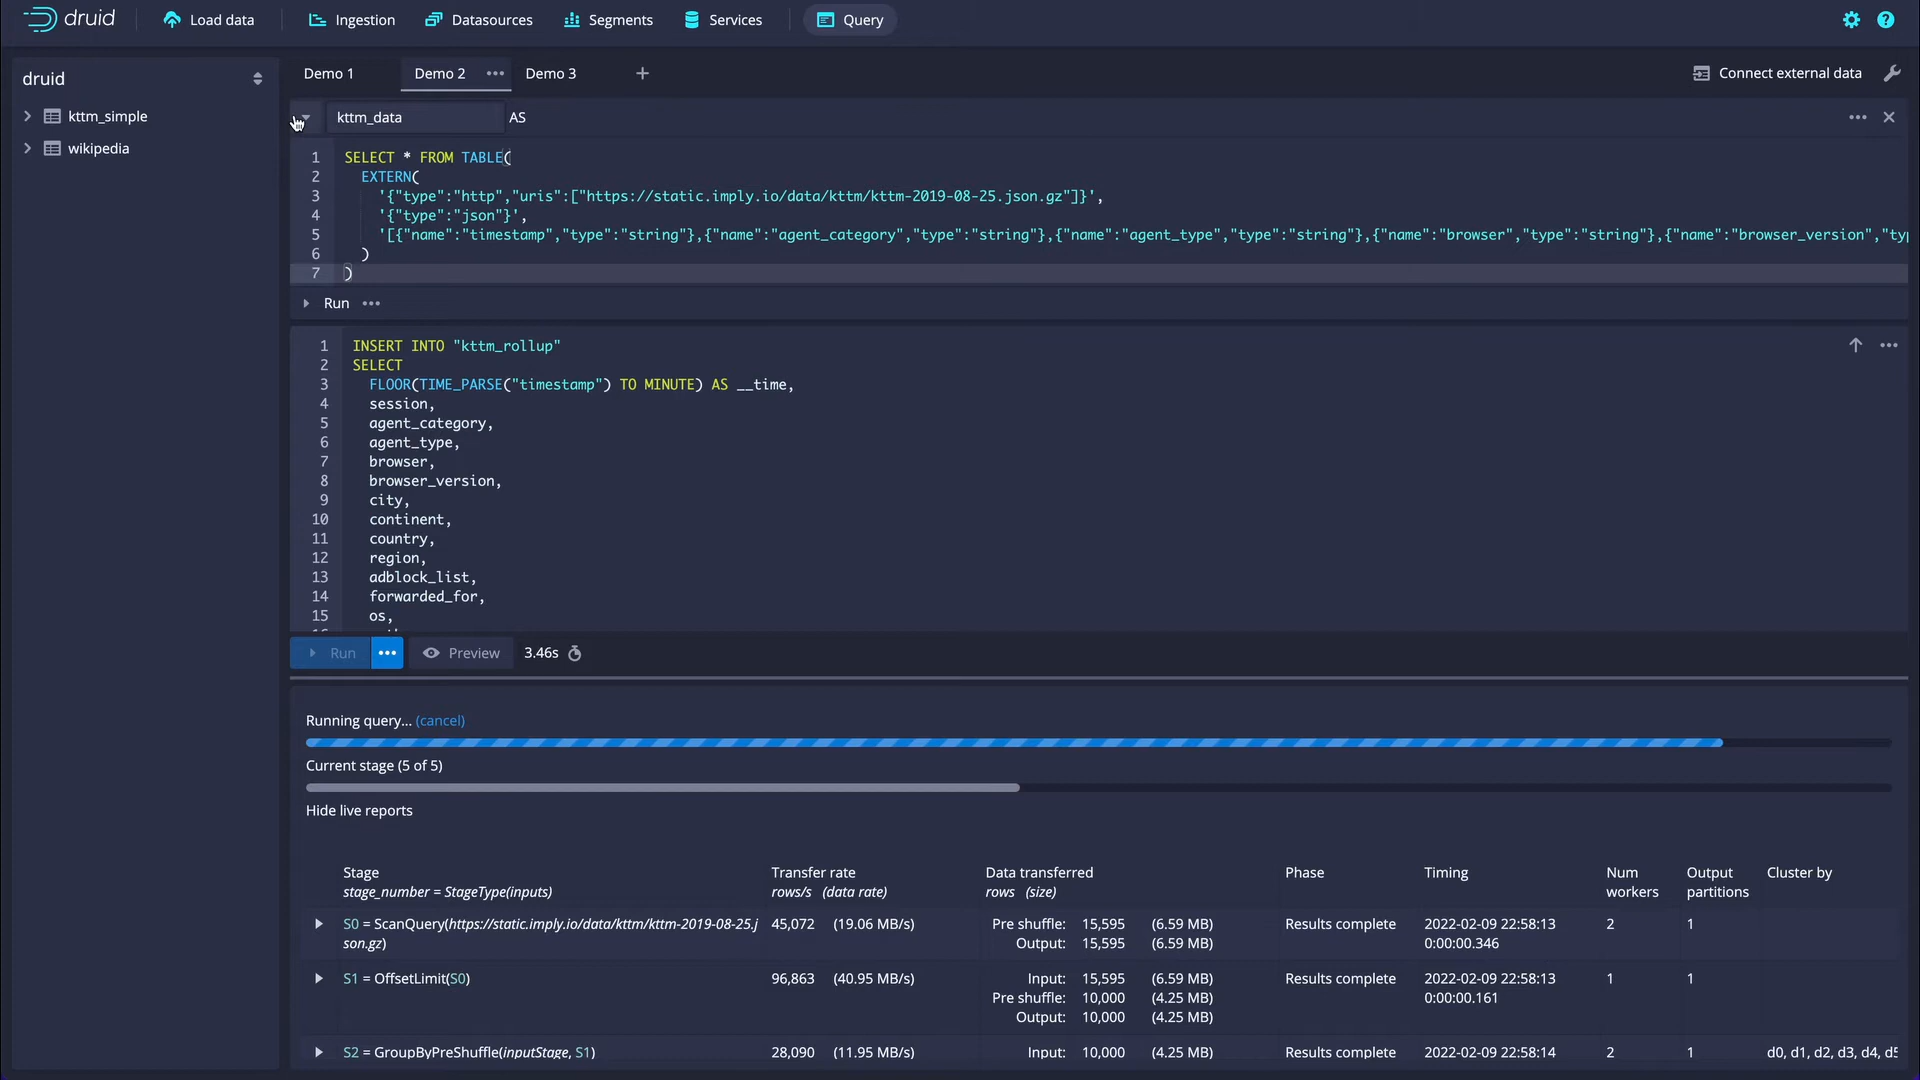 druid Load data Ingestion Datasources Segments Services Query
druid
kttm_simple
wikipedia
Demo 1 Demo 2 ••• Demo 3 + Connect external data
kttm_data AS
1 SELECT * FROM TABLE(
2 EXTERN(
3 '{"type":"http","uris":["https://static.imply.io/data/kttm/kttm-2019-08-25.json.gz"]}',
4 '{"type":"json"}',
5 '[{"name":"timestamp","type":"string"},{"name":"agent_category","type":"string"},{"name":"agent_type","type":"string"},{"name":"browser","type":"string"},{"name":"browser_version","typ
6 )
7 )
Run •••
1 INSERT INTO "kttm_rollup"
2 SELECT
3 FLOOR(TIME_PARSE("timestamp") TO MINUTE) AS __time,
4 session,
5 agent_category,
6 agent_type,
7 browser,
8 browser_version,
9 city,
10 continent,
11 country,
12 region,
13 adblock_list,
14 forwarded_for,
15 os,
Run ••• Preview 3.46s
Running query... (cancel)
Current stage (5 of 5)
Hide live reports
Stage Transfer rate Data transferred Phase Timing Num Output Cluster by
stage_number = StageType(inputs) rows/s (data rate) rows (size) workers partitions
S0 = ScanQuery(https://static.imply.io/data/kttm/kttm-2019-08-25.j 45,072 (19.06 MB/s) Pre shuffle: 15,595 (6.59 MB) Results complete 2022-02-09 22:58:13 2 1
son.gz) Output: 15,595 (6.59 MB) 0:00:00.346
S1 = OffsetLimit(S0) 96,863 (40.95 MB/s) Input: 15,595 (6.59 MB) Results complete 2022-02-09 22:58:13 1 1
Pre shuffle: 10,000 (4.25 MB) 0:00:00.161
Output: 10,000 (4.25 MB)
S2 = GroupByPreShuffle(inputStage, S1) 28,090 (11.95 MB/s) Input: 10,000 (4.25 MB) Results complete 2022-02-09 22:58:14 2 1 d0, d1, d2, d3, d4, d5